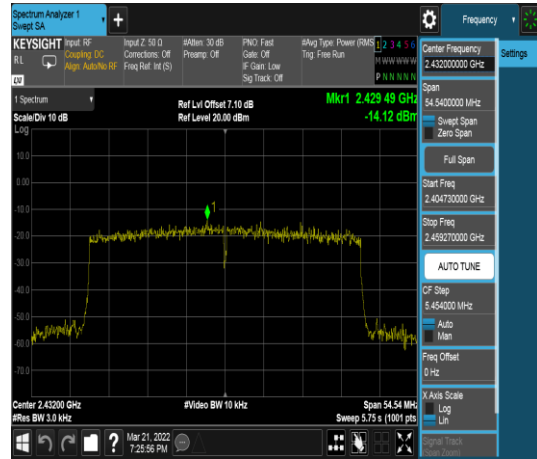 Spectrum Analyzer 1
Swept SA
+
Frequency
KEYSIGHT
RL
Input: RF
Coupling: DC
Align: Auto/No RF
Input Z: 50 Ω
Corrections: Off
Freq Ref: Int (S)
#Atten: 30 dB
Preamp: Off
PNO: Fast
Gate: Off
IF Gain: Low
Sig Track: Off
#Avg Type: Power (RMS
Trig: Free Run
1 2 3 4 5 6
M W W W W W
P N N N N N
Settings
1 Spectrum
Scale/Div 10 dB
Log
Ref Lvl Offset 7.10 dB
Ref Level 20.00 dBm
Mkr1 2.429 49 GHz
-14.12 dBm
1
10.0
0.00
-10.0
-20.0
-30.0
-40.0
-50.0
-60.0
-70.0
Center 2.43200 GHz
#Res BW 3.0 kHz
#Video BW 10 kHz
Span 54.54 MHz
Sweep 5.75 s (1001 pts
Center Frequency
2.432000000 GHz
Span
54.5400000 MHz
Swept Span
Zero Span
Full Span
Start Freq
2.404730000 GHz
Stop Freq
2.459270000 GHz
AUTO TUNE
CF Step
5.454000 MHz
Auto
Man
Freq Offset
0 Hz
X Axis Scale
Log
Lin
Signal Track
(Span Zoom)
?
Mar 21, 2022
7:25:56 PM